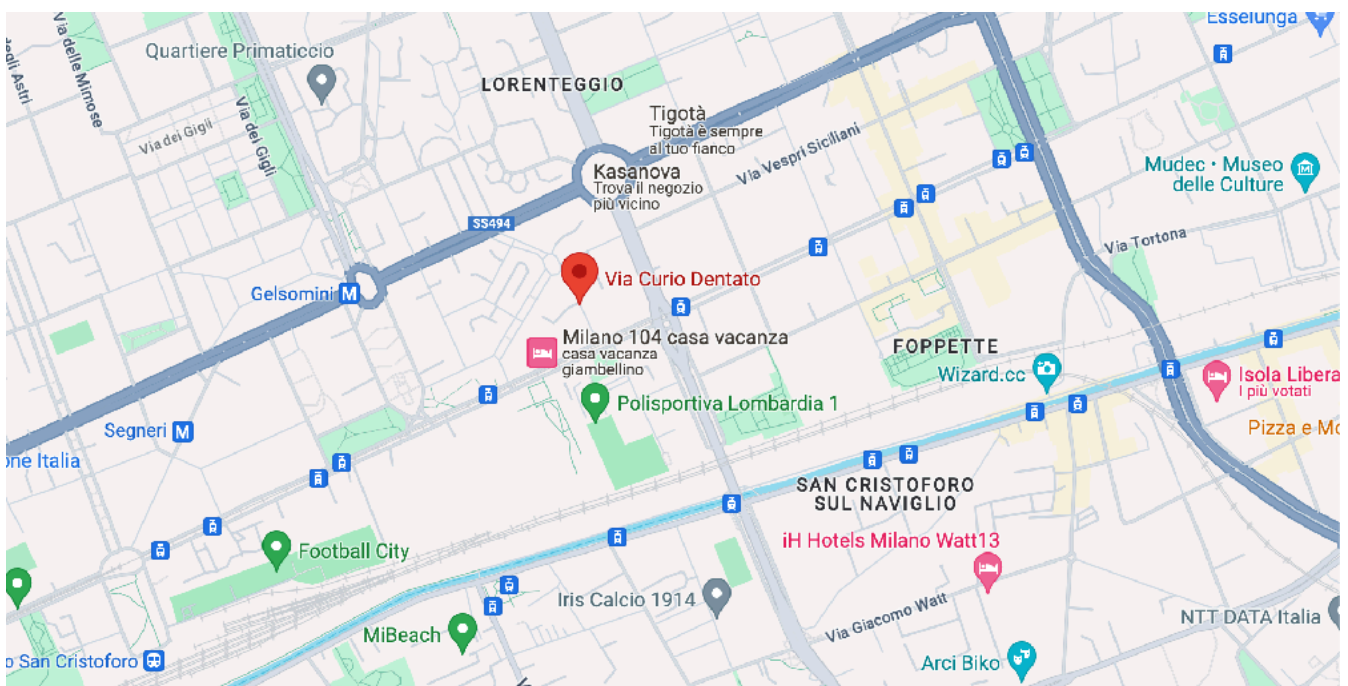 Esselunga
Via delle Mimose
Quartiere Primaticcio
LORENTEGGIO
Via dei Gigli
Via dei Gigli
Tigotà
Tigotà è sempre
al tuo fianco
Via Vespri Siciliani
Kasanova
Trova il negozio
più vicino
Mudec · Museo
delle Culture
SS494
Via Tortona
Gelsomini M
Via Curio Dentato
Milano 104 casa vacanza
casa vacanza
giambellino
FOPPETTE
Wizard.cc
Isola Libera
I più votati
Polisportiva Lombardia 1
Segneri M
Pizza e Mo
one Italia
SAN CRISTOFORO
SUL NAVIGLIO
iH Hotels Milano Watt13
Football City
Iris Calcio 1914
Via Giacomo Watt
NTT DATA Italia
MiBeach
o San Cristoforo
Arci Biko